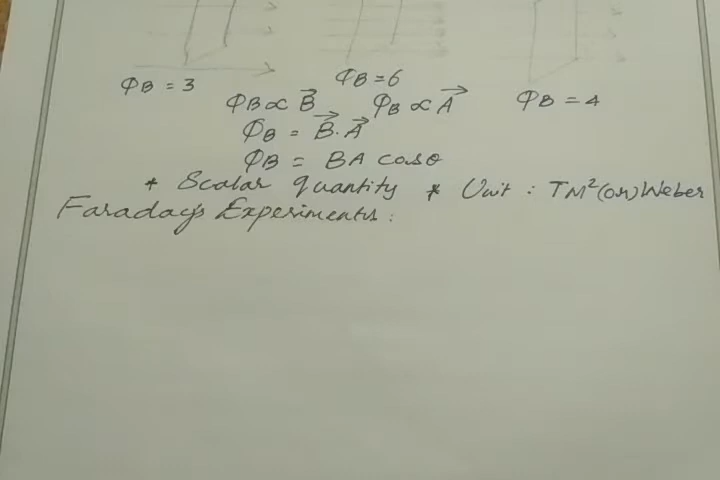 ΦB = 3 ΦB = 6 ΦB = 4
ΦB ∝ B⃗ ΦB ∝ A⃗
ΦB = B⃗.A⃗
ΦB = BA cosθ
* Scalar quantity * Unit : TM²(or) Weber
Faraday's Experiments :